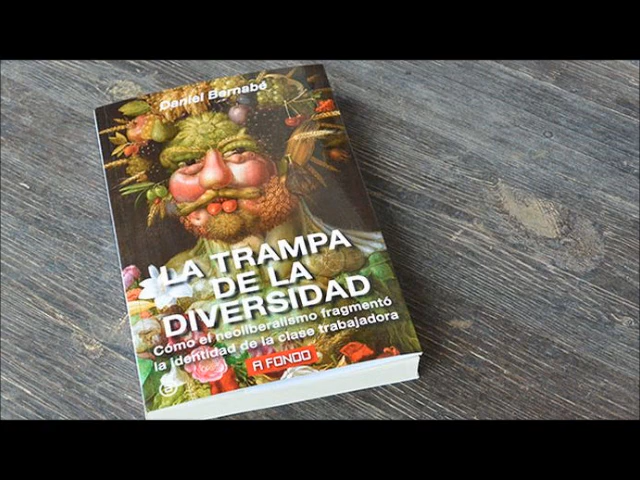 Daniel Bernabé
LA TRAMPA
DE LA
DIVERSIDAD
Cómo el neoliberalismo fragmentó
la identidad de la clase trabajadora
A FONDO